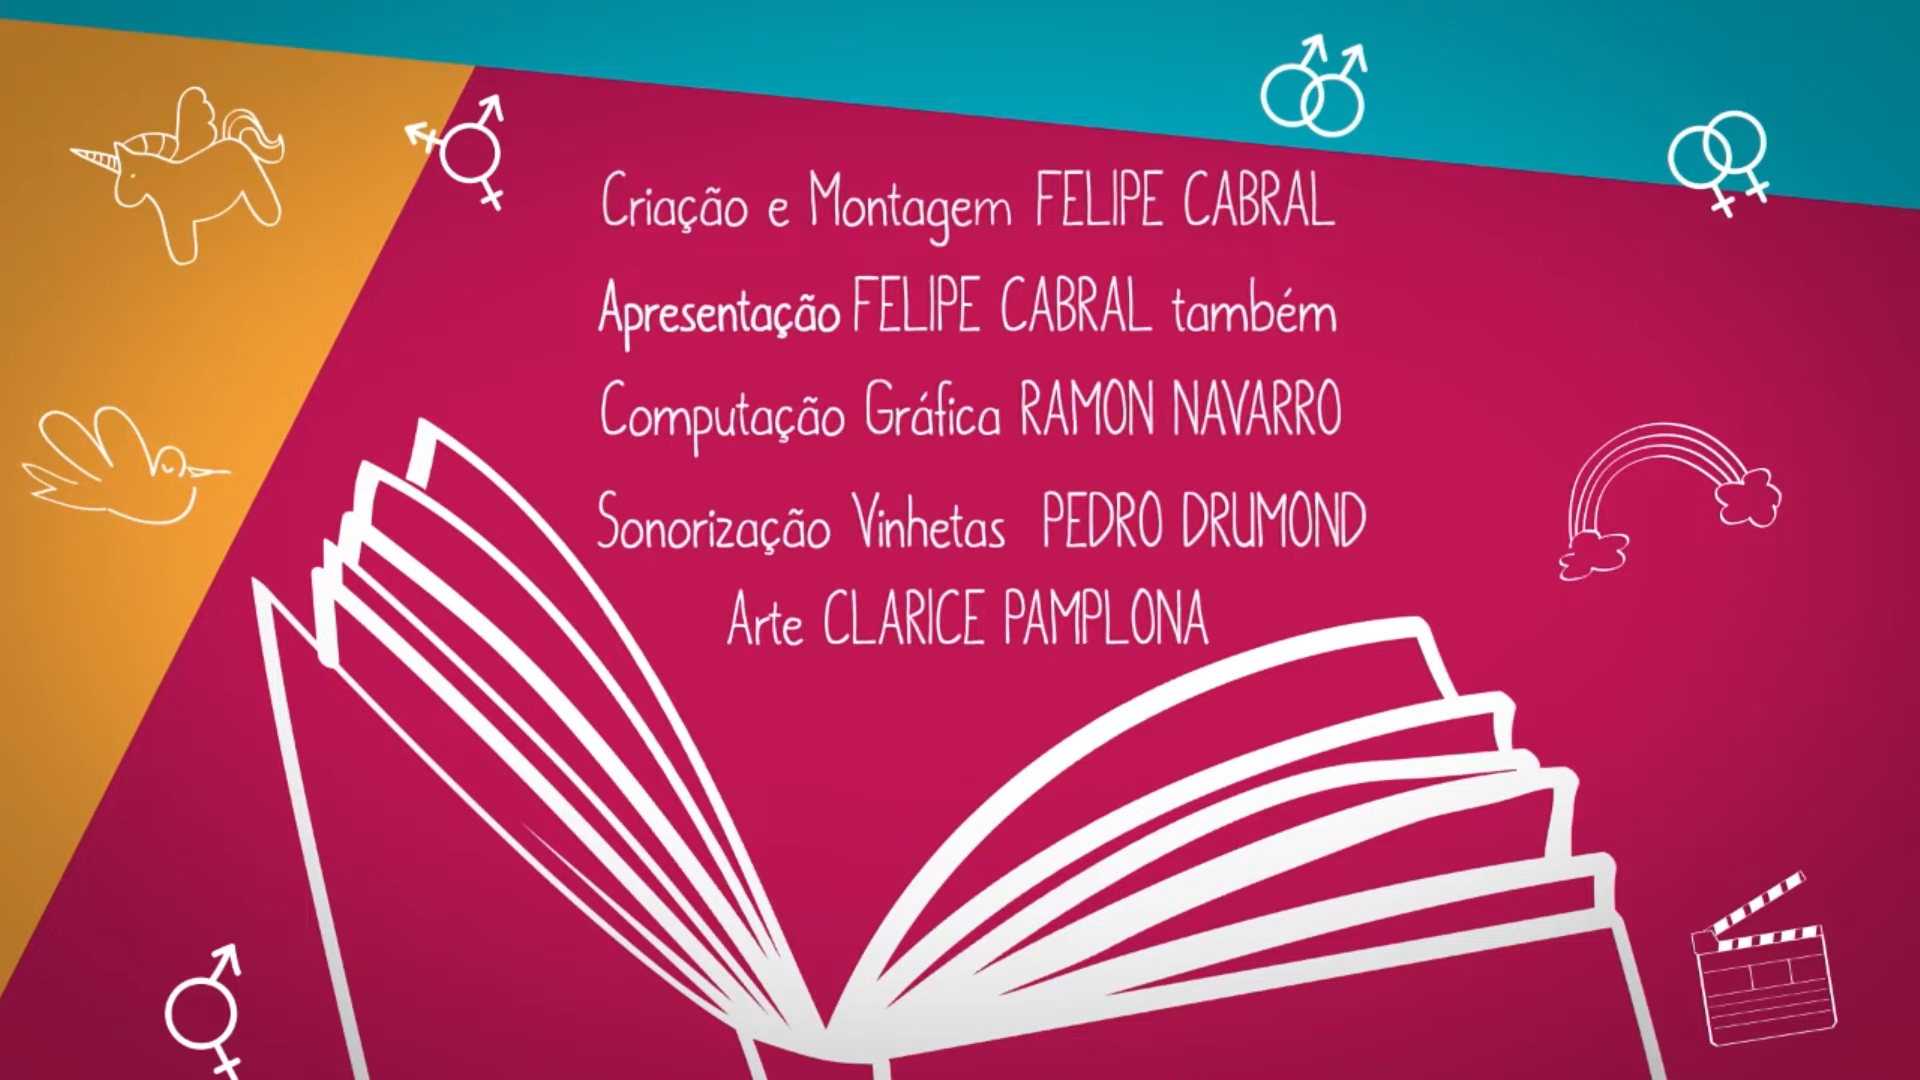 Criação e Montagem FELIPE CABRAL
Apresentação FELIPE CABRAL também
Computação Gráfica RAMON NAVARRO
Sonorização Vinhetas PEDRO DRUMOND
Arte CLARICE PAMPLONA